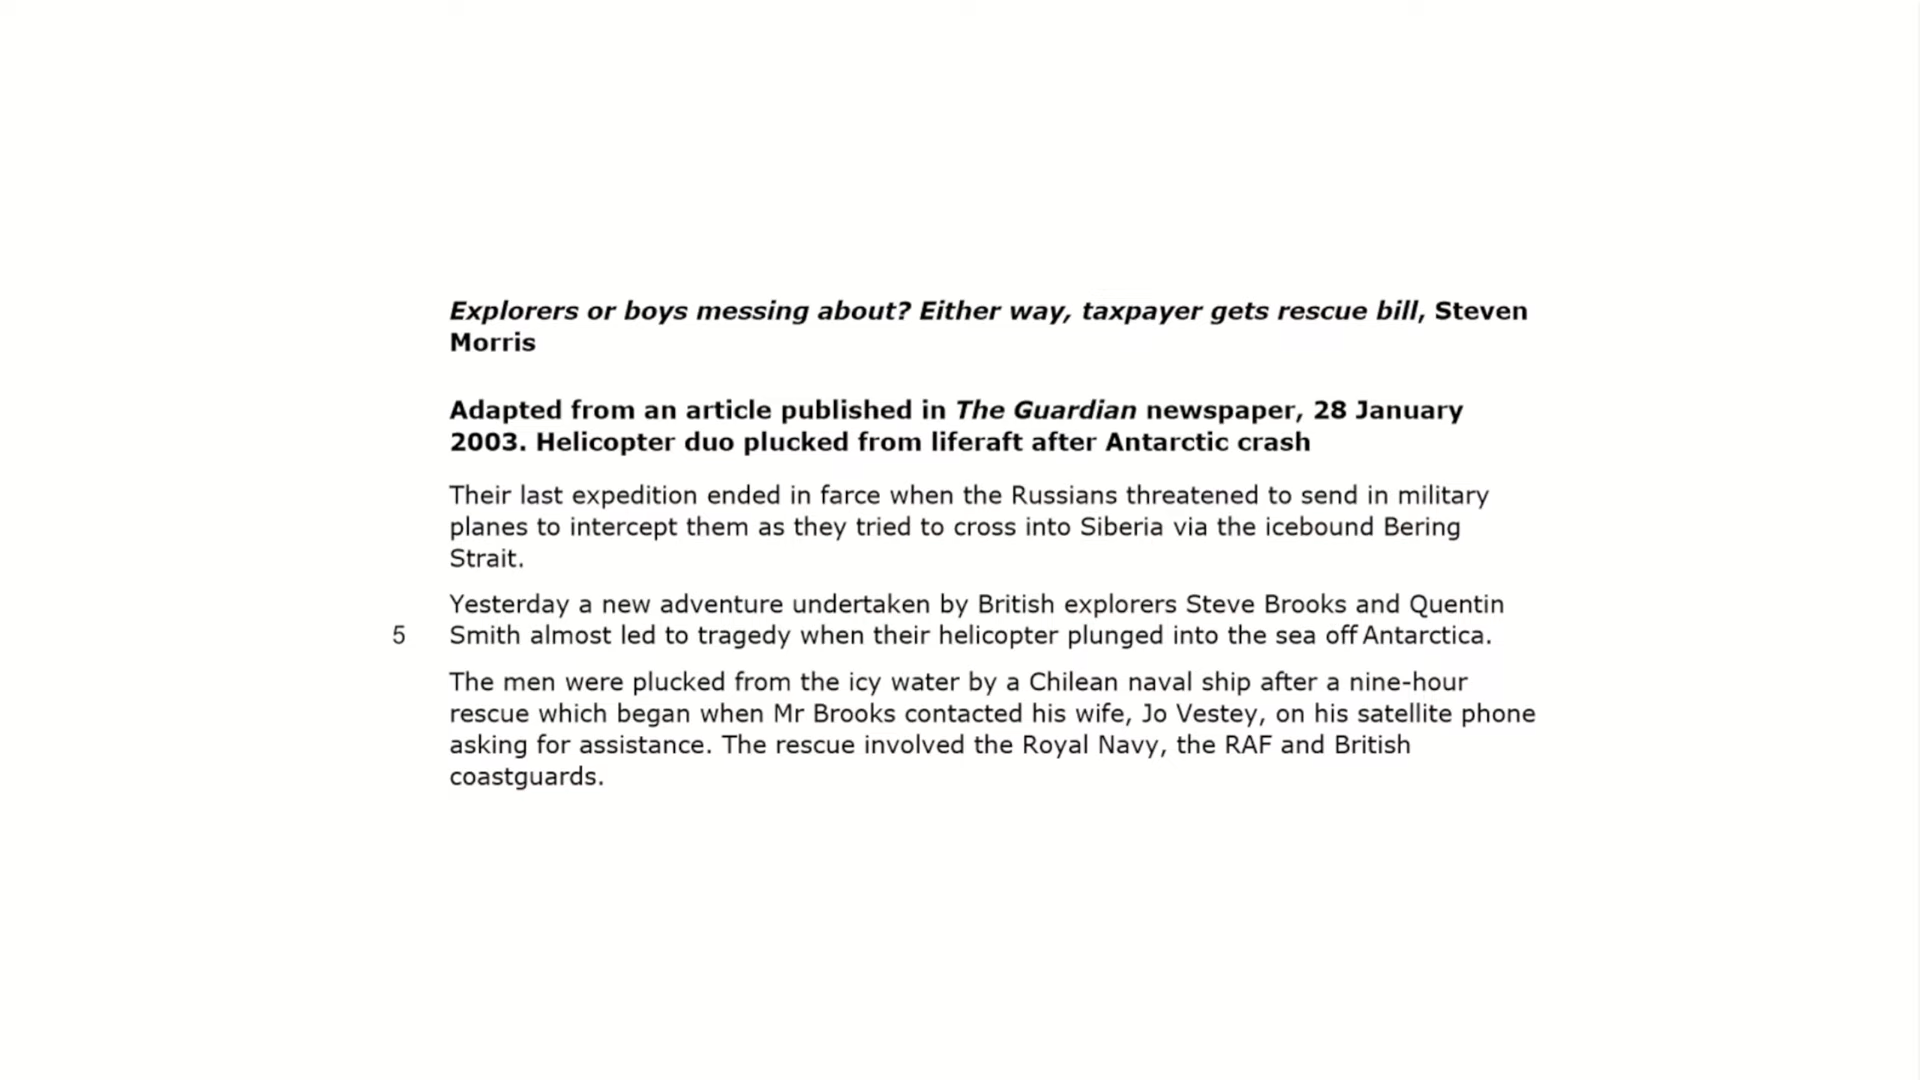 Explorers or boys messing about? Either way, taxpayer gets rescue bill, Steven
Morris
Adapted from an article published in The Guardian newspaper, 28 January
2003. Helicopter duo plucked from liferaft after Antarctic crash
Their last expedition ended in farce when the Russians threatened to send in military
planes to intercept them as they tried to cross into Siberia via the icebound Bering
Strait.
Yesterday a new adventure undertaken by British explorers Steve Brooks and Quentin
5 Smith almost led to tragedy when their helicopter plunged into the sea off Antarctica.
The men were plucked from the icy water by a Chilean naval ship after a nine-hour
rescue which began when Mr Brooks contacted his wife, Jo Vestey, on his satellite phone
asking for assistance. The rescue involved the Royal Navy, the RAF and British
coastguards.